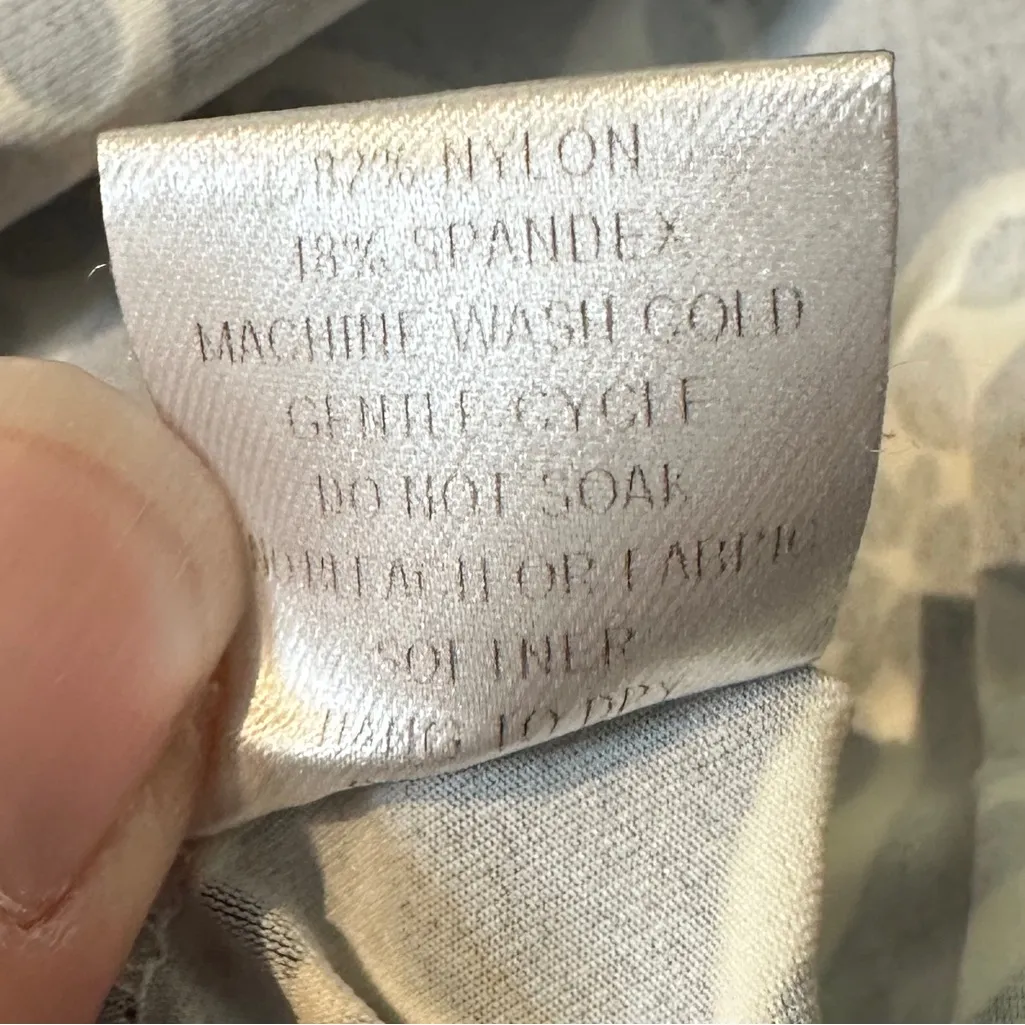 82% NYLON
18% SPANDEX
MACHINE WASH COLD
GENTLE CYCLE
DO NOT SOAK
NO BLEACH OR FABRIC
SOFTNER
HANG TO DRY